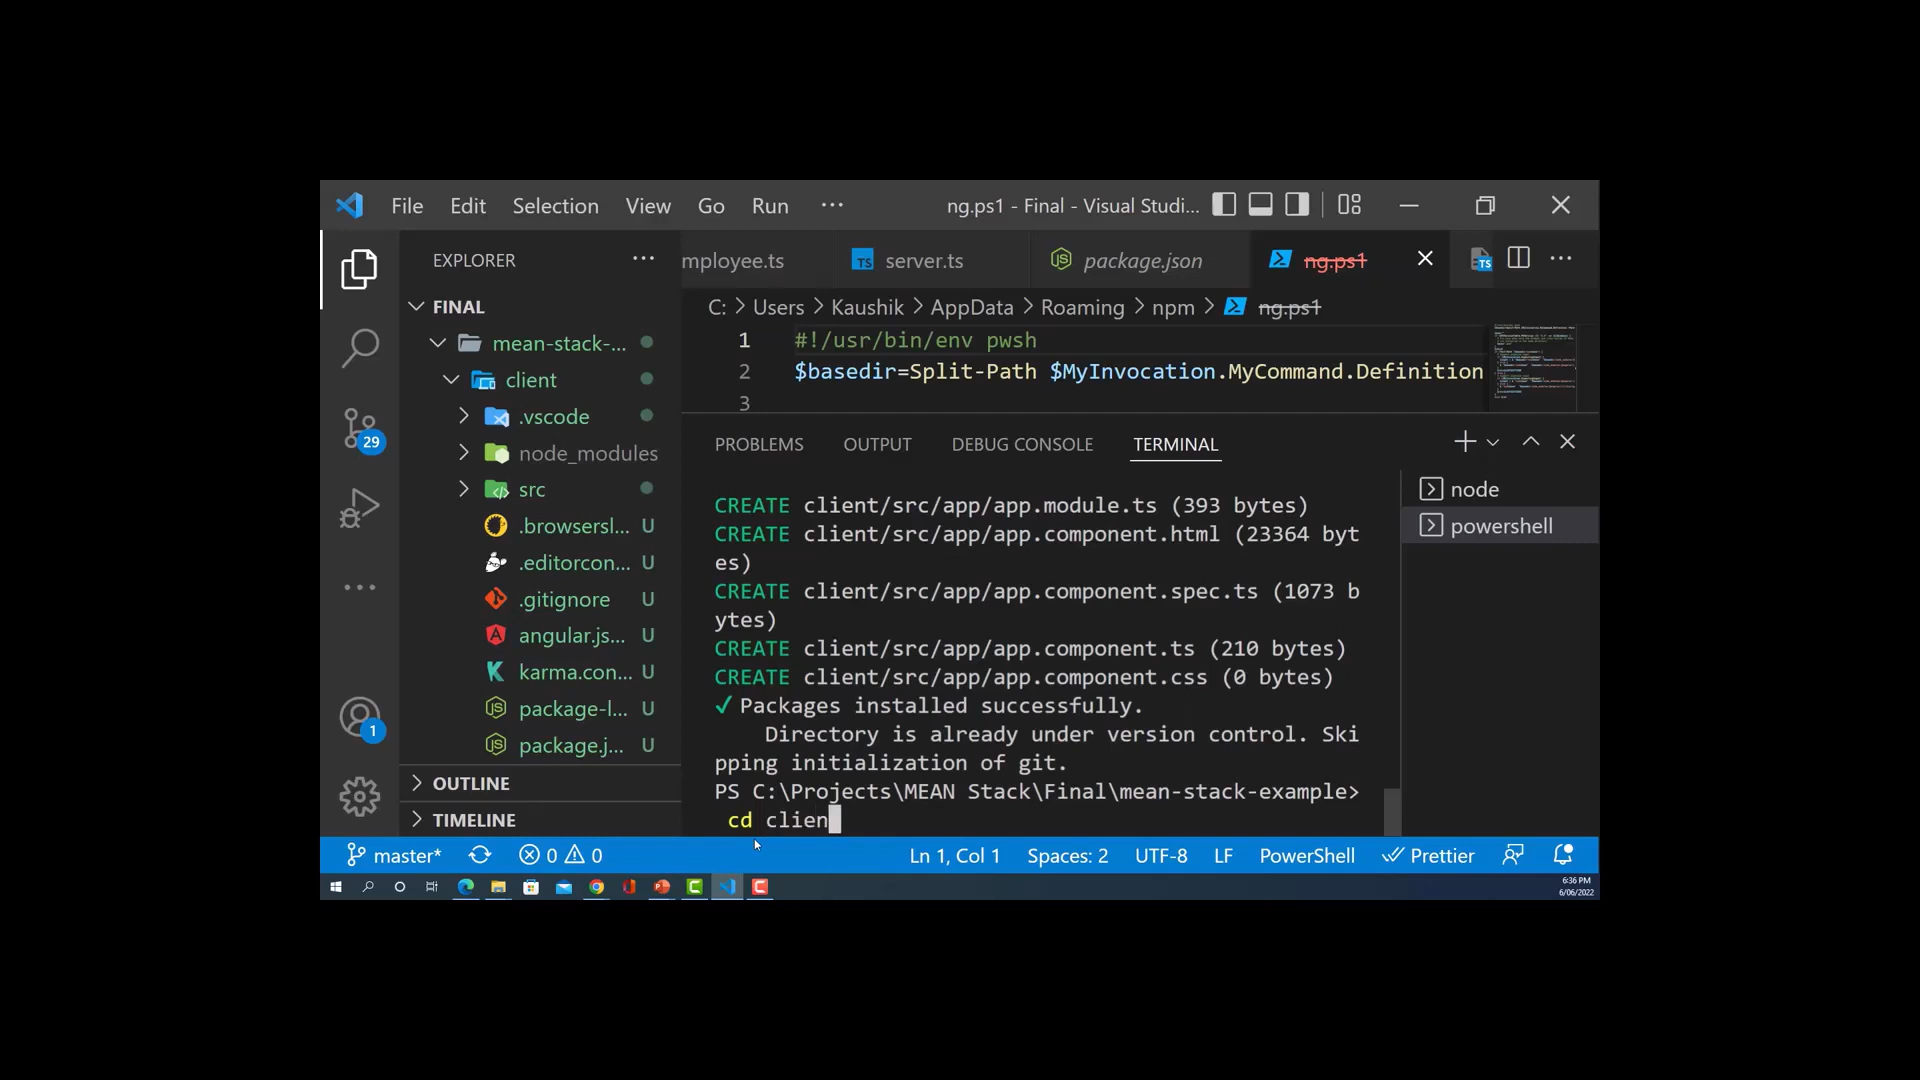 File Edit Selection View Go Run ··· ng.ps1 - Final - Visual Studi...
EXPLORER ··· mployee.ts TS server.ts JS package.json ng.ps1 ···
FINAL
C: > Users > Kaushik > AppData > Roaming > npm > ng.ps1
mean-stack-...
client
.vscode
node_modules
src
.browsersl... U
.editorcon... U
.gitignore U
angular.js... U
karma.con... U
package-l... U
package.j... U
OUTLINE
TIMELINE
29
1
1 #!/usr/bin/env pwsh
2 $basedir=Split-Path $MyInvocation.MyCommand.Definition
3
PROBLEMS OUTPUT DEBUG CONSOLE TERMINAL
CREATE client/src/app/app.module.ts (393 bytes)
CREATE client/src/app/app.component.html (23364 byt
es)
CREATE client/src/app/app.component.spec.ts (1073 b
ytes)
CREATE client/src/app/app.component.ts (210 bytes)
CREATE client/src/app/app.component.css (0 bytes)
✓ Packages installed successfully.
Directory is already under version control. Ski
pping initialization of git.
PS C:\Projects\MEAN Stack\Final\mean-stack-example>
cd clien
node
powershell
master* 0 0 Ln 1, Col 1 Spaces: 2 UTF-8 LF PowerShell Prettier
6:36 PM
6/06/2022